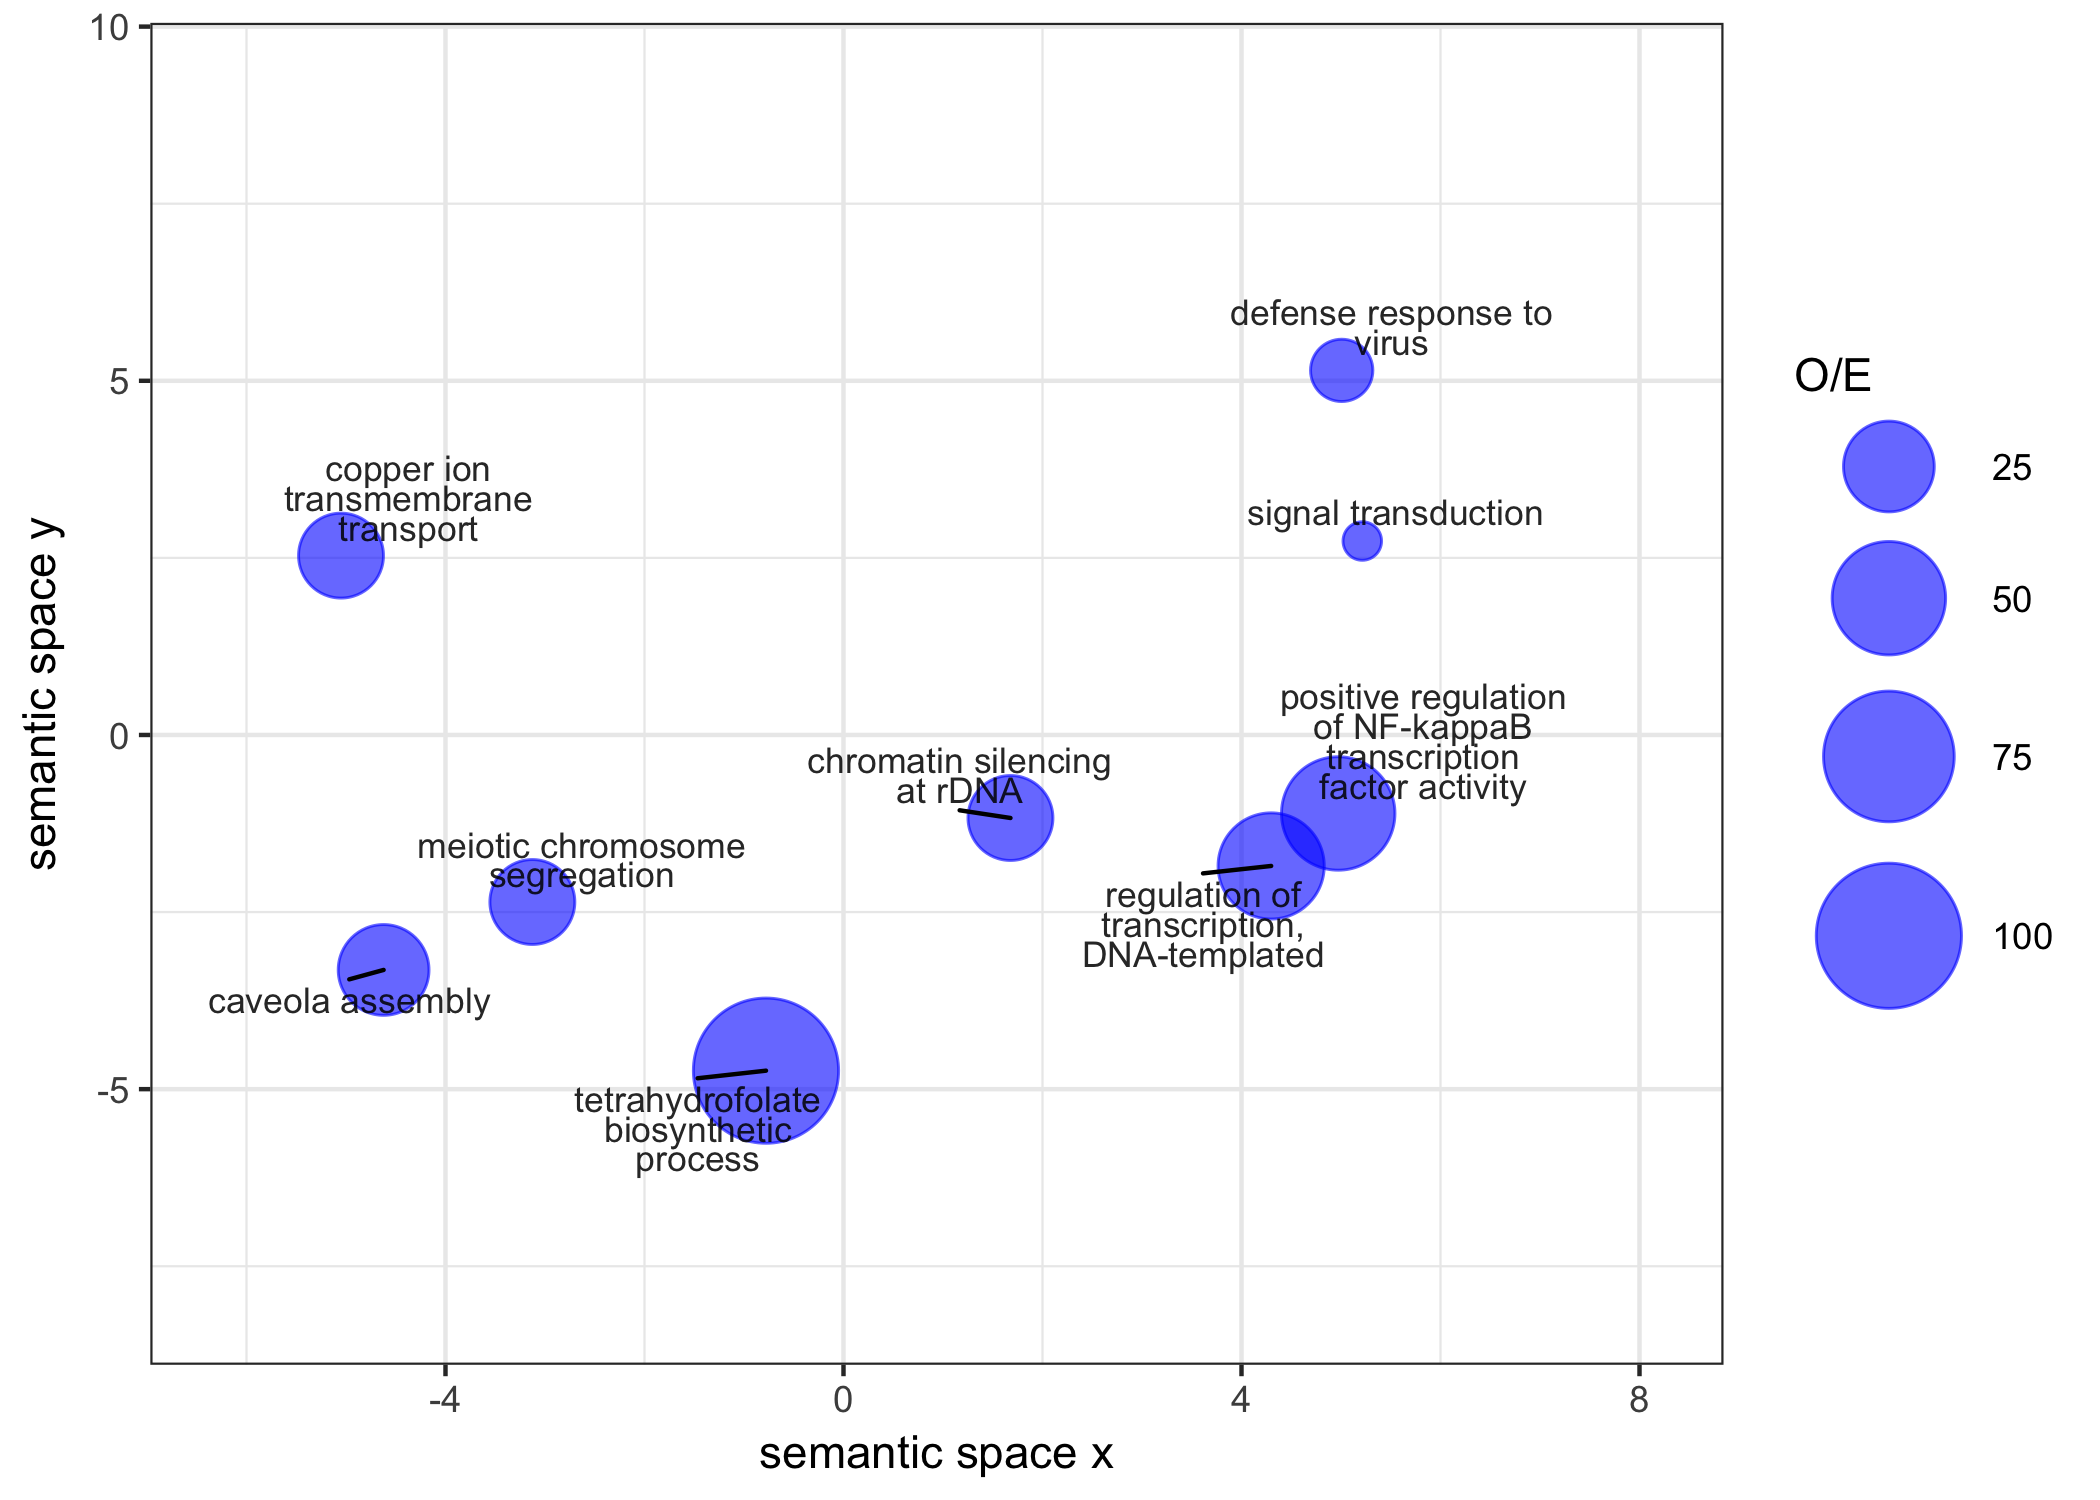 10
5
0
-5
semantic space y
defense response to
virus
copper ion
transmembrane
transport
signal transduction
positive regulation
of NF-kappaB
transcription
factor activity
chromatin silencing
at rDNA
meiotic chromosome
segregation
regulation of
transcription,
DNA-templated
caveola assembly
tetrahydrofolate
biosynthetic
process
-4
0
4
8
semantic space x
O/E
25
50
75
100